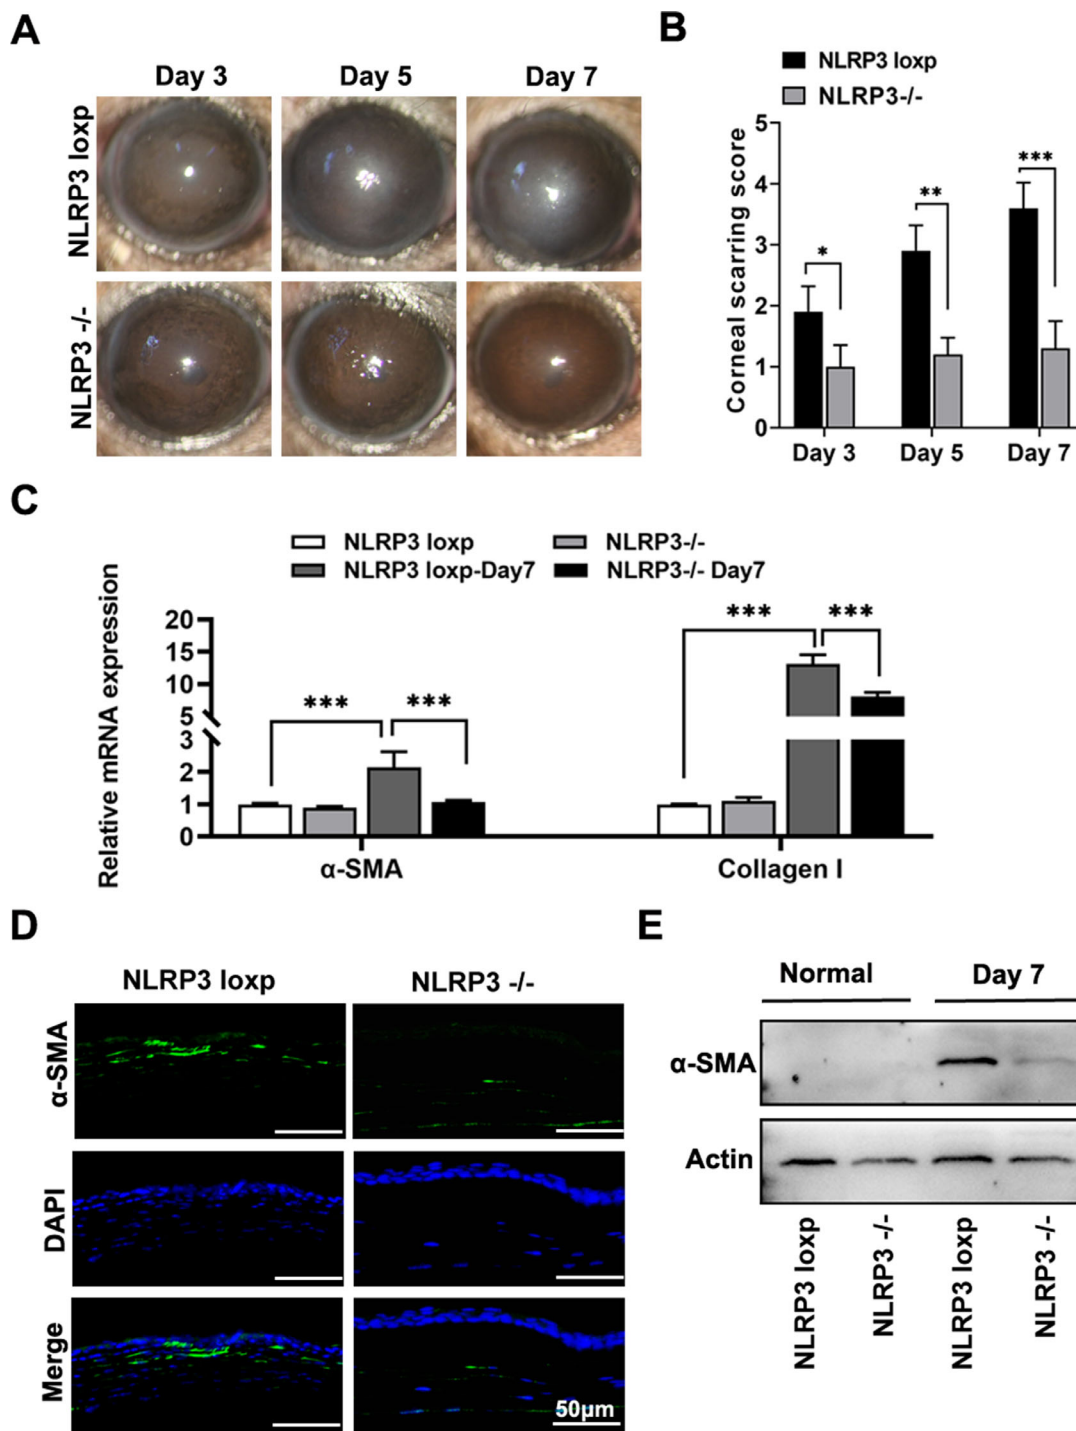 A
Day 3 Day 5 Day 7
NLRP3 loxp
NLRP3 -/-
B
NLRP3 loxp
NLRP3-/-
Corneal scarring score
5
4
3
2
1
0
* ** ***
Day 3 Day 5 Day 7
C
NLRP3 loxp NLRP3-/-
NLRP3 loxp-Day7 NLRP3-/- Day7
Relative mRNA expression
20
15
10
5
3
2
1
0
*** ***
*** ***
α-SMA Collagen I
D
NLRP3 loxp NLRP3 -/-
α-SMA
DAPI
Merge
50μm
E
Normal Day 7
α-SMA
Actin
NLRP3 loxp
NLRP3 -/-
NLRP3 loxp
NLRP3 -/-